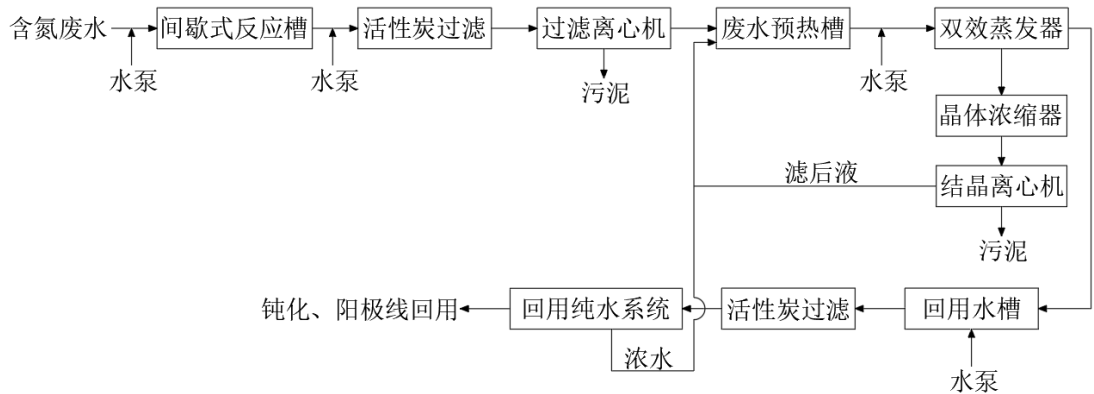 含氮废水
间歇式反应槽
活性炭过滤
过滤离心机
废水预热槽
双效蒸发器
水泵
水泵
污泥
水泵
晶体浓缩器
滤后液
结晶离心机
污泥
钝化、阳极线回用
回用纯水系统
活性炭过滤
回用水槽
浓水
水泵